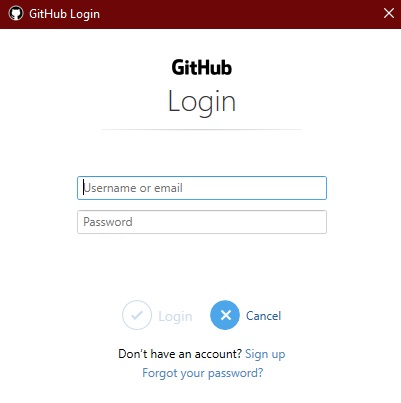 GitHub Login
GitHub
Login
Username or email
Password
Login Cancel
Don't have an account? Sign up
Forgot your password?